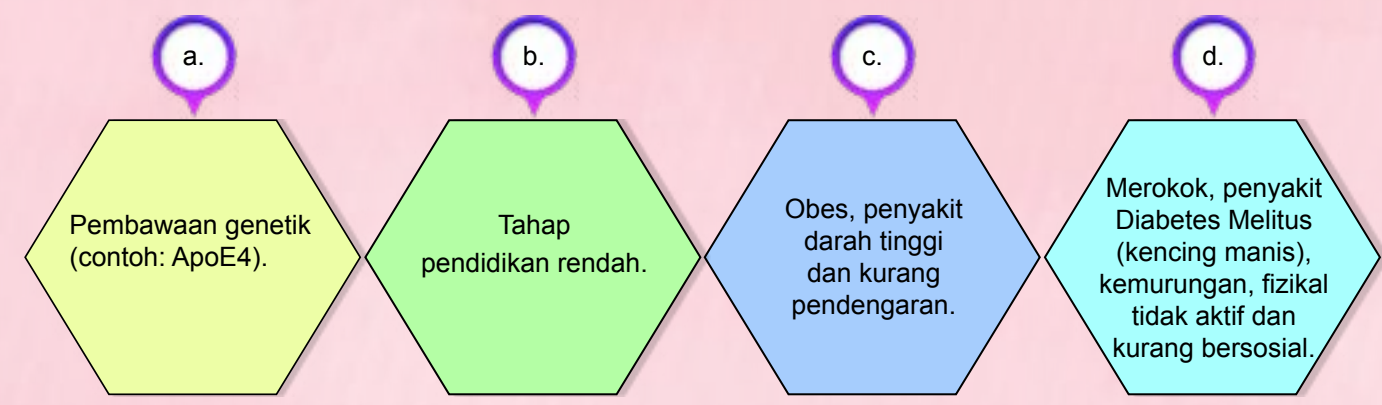 a.
Pembawaan genetik
(contoh: ApoE4).
b.
Tahap
pendidikan rendah.
c.
Obes, penyakit
darah tinggi
dan kurang
pendengaran.
d.
Merokok, penyakit
Diabetes Melitus
(kencing manis),
kemurungan, fizikal
tidak aktif dan
kurang bersosial.